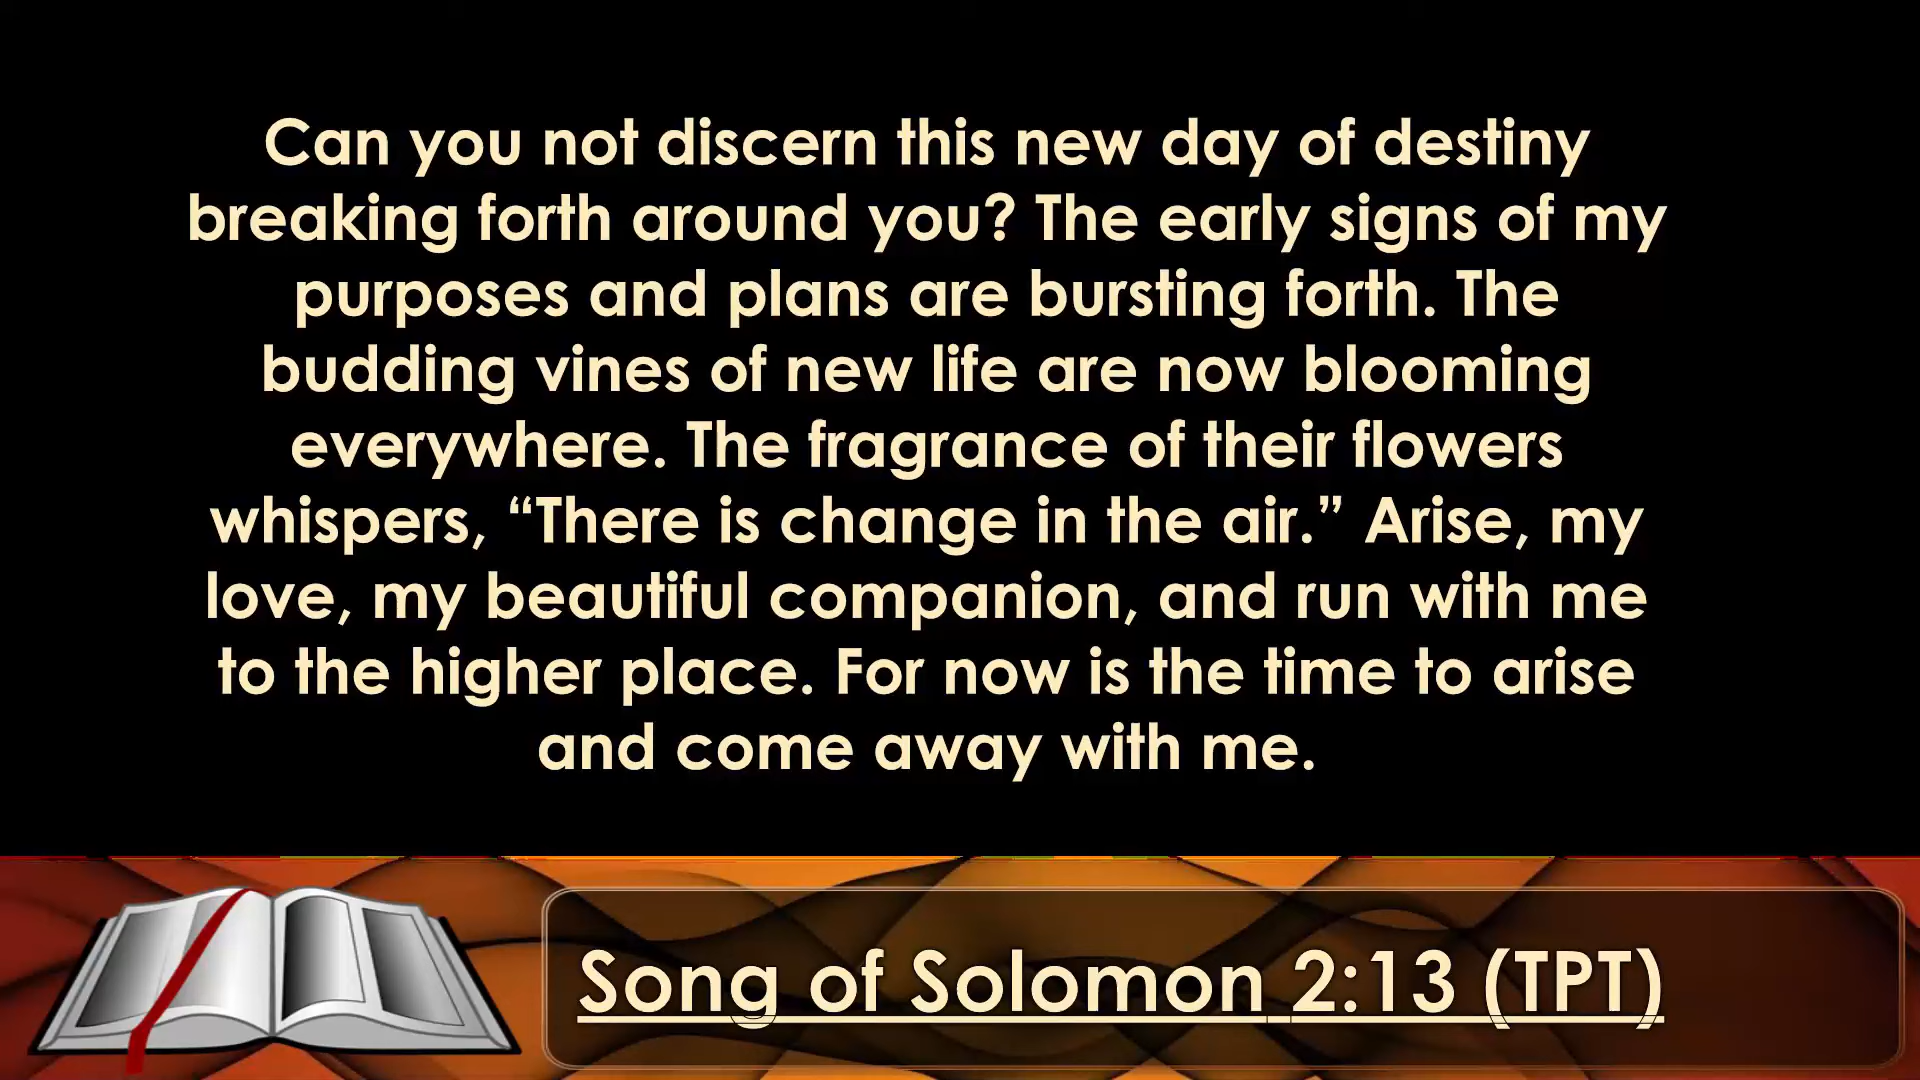 Can you not discern this new day of destiny
breaking forth around you? The early signs of my
purposes and plans are bursting forth. The
budding vines of new life are now blooming
everywhere. The fragrance of their flowers
whispers, “There is change in the air.” Arise, my
love, my beautiful companion, and run with me
to the higher place. For now is the time to arise
and come away with me.
Song of Solomon 2:13 (TPT)